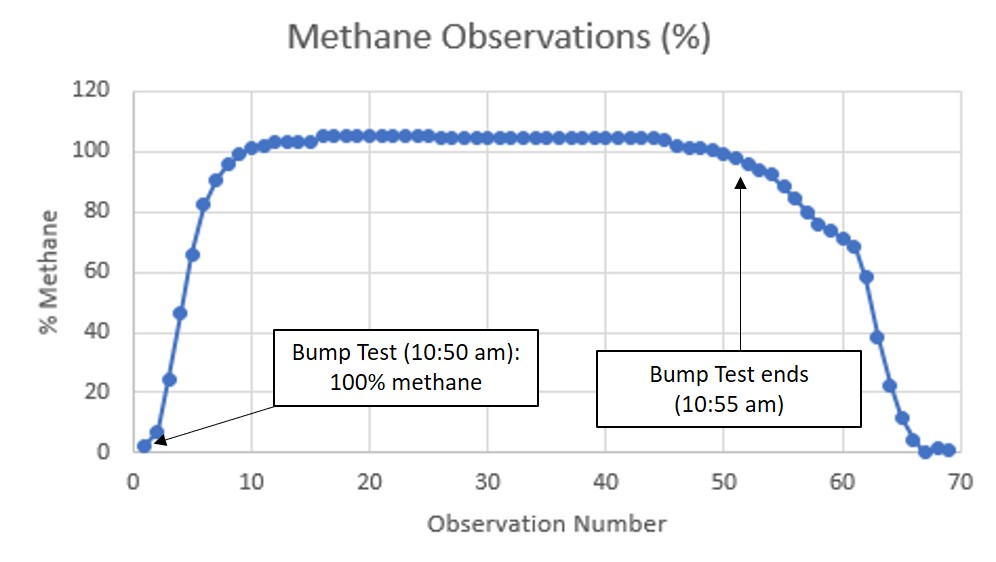 Methane Observations (%)
120
100
80
60
40
20
0
% Methane
Bump Test (10:50 am):
100% methane
Bump Test ends
(10:55 am)
0 10 20 30 40 50 60 70
Observation Number